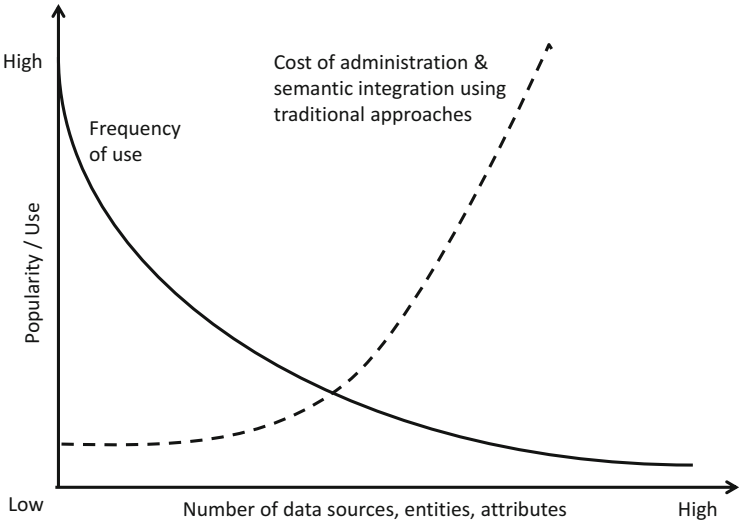 High
Cost of administration &
semantic integration using
traditional approaches
Frequency
of use
Popularity / Use
Low
Number of data sources, entities, attributes
High